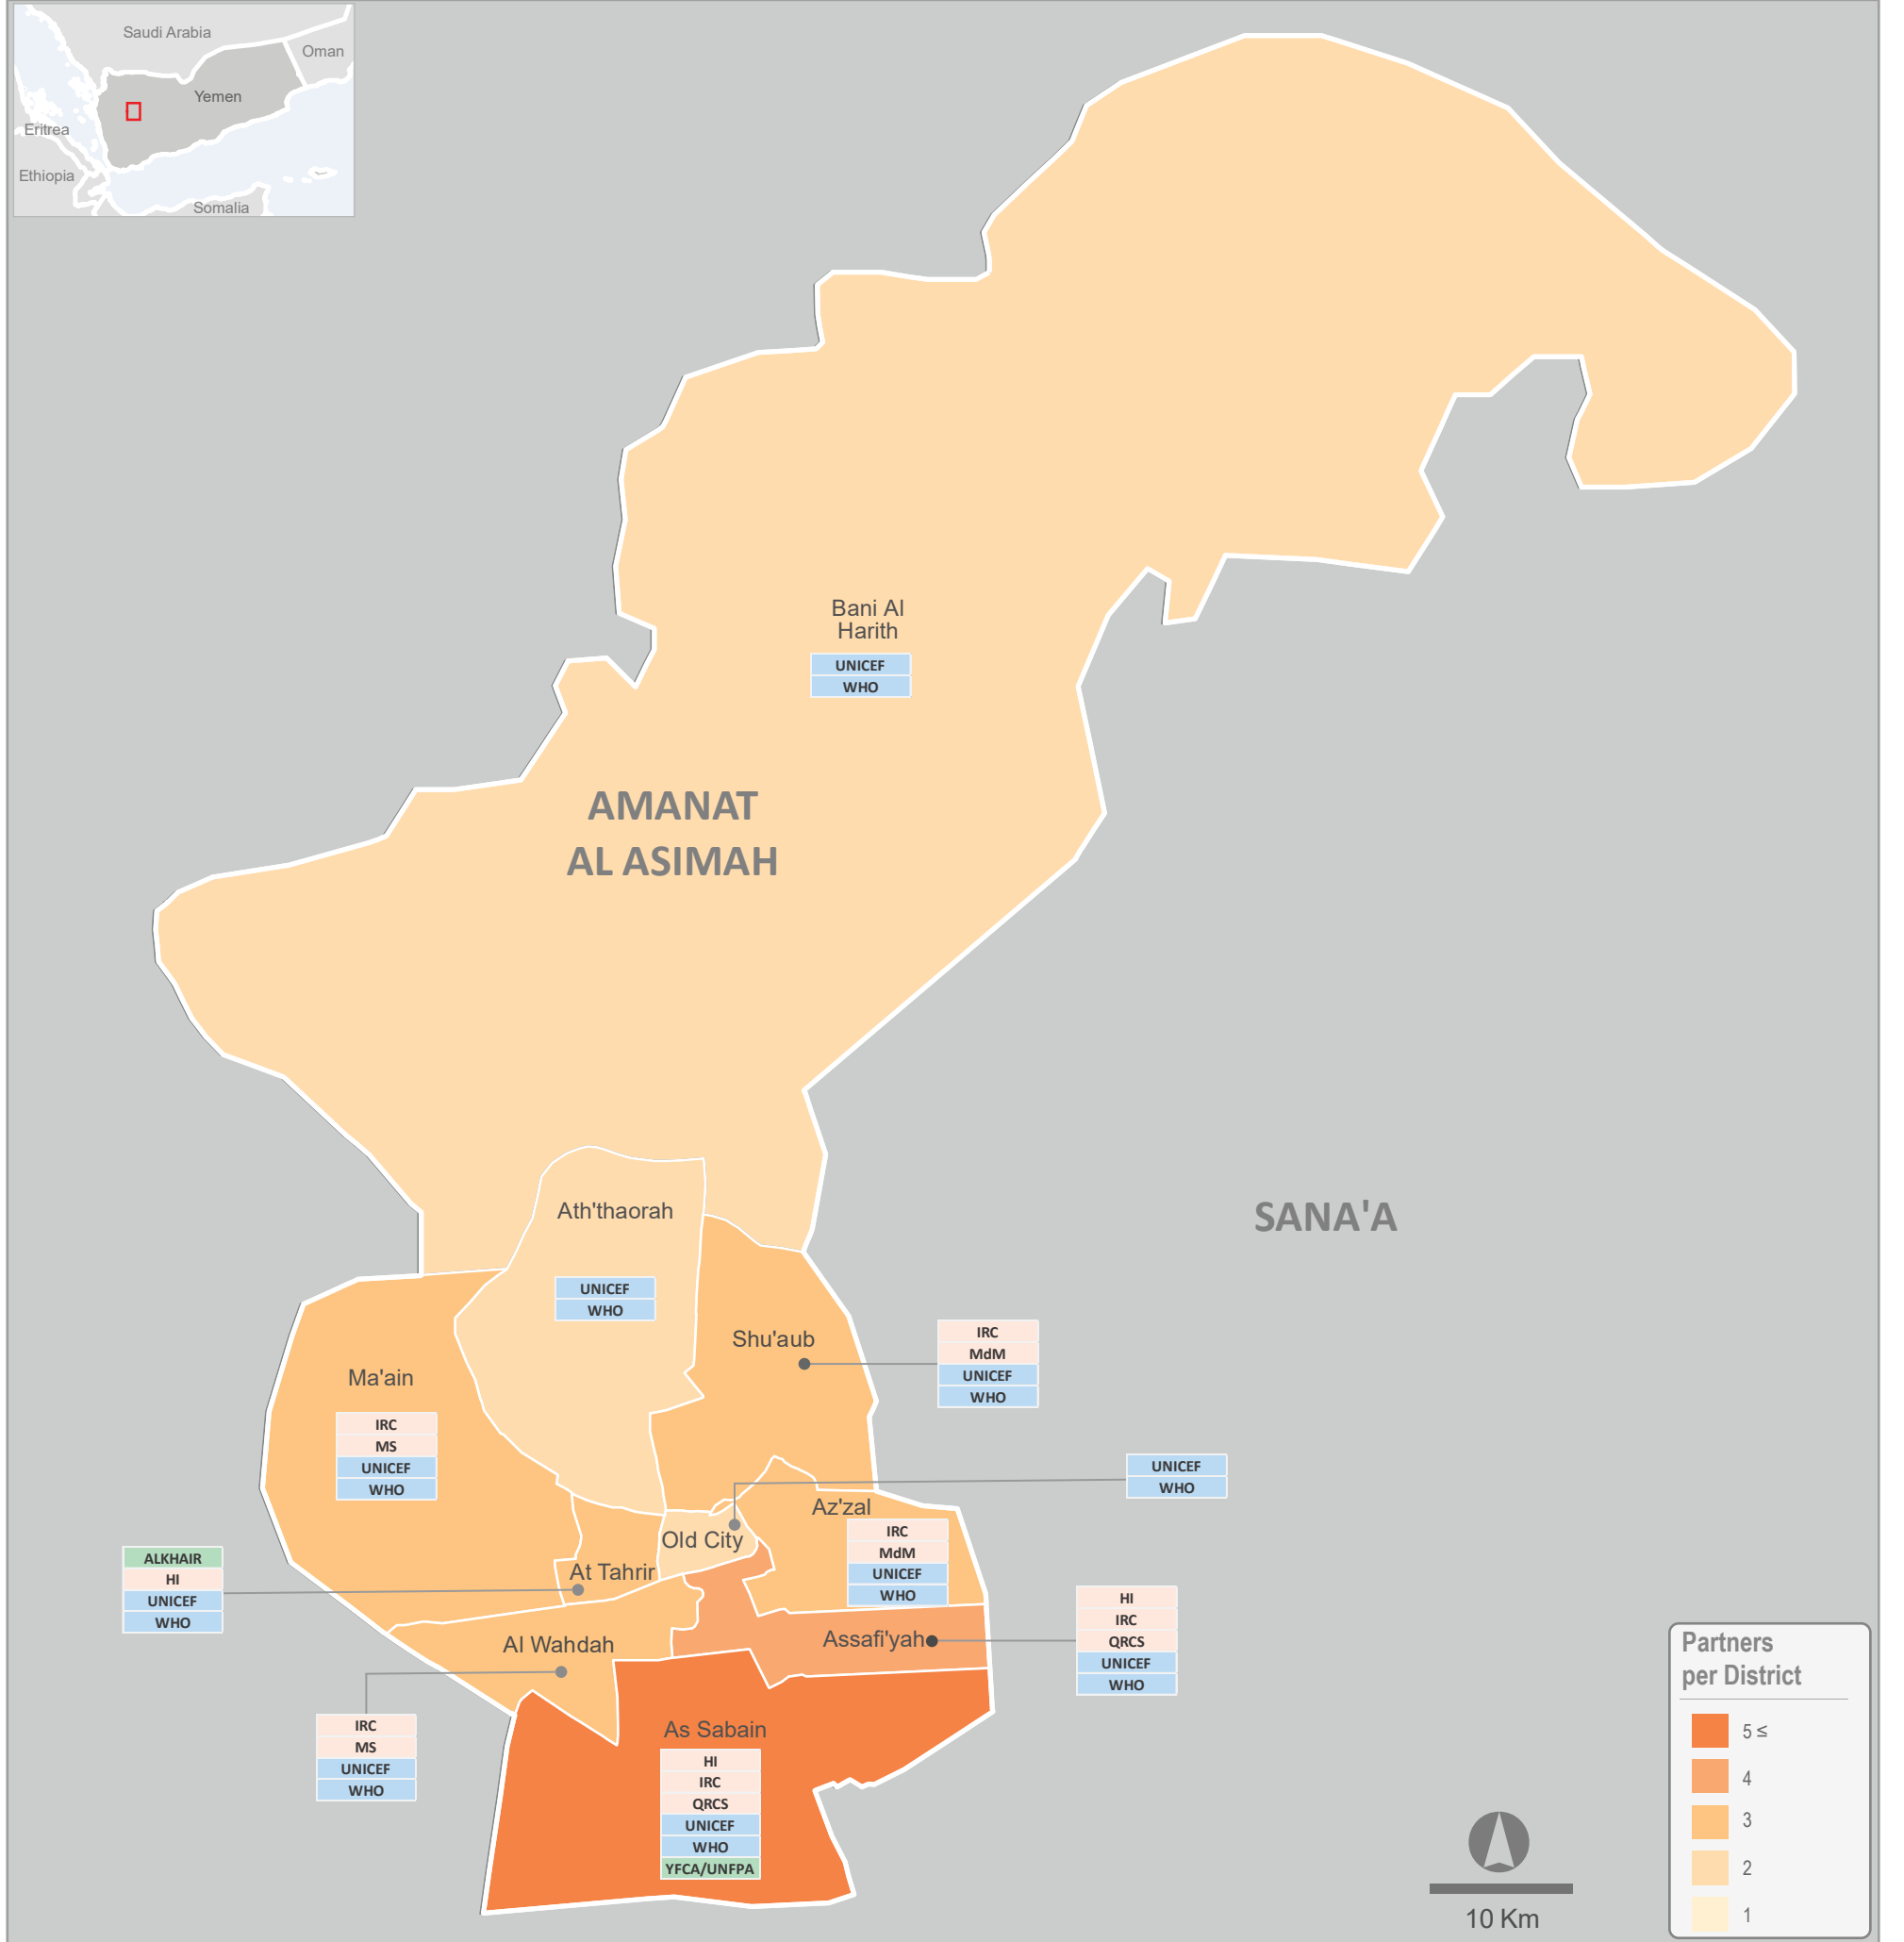 Saudi Arabia
Oman
Yemen
Eritrea
Ethiopia
Somalia
Bani Al
Harith
UNICEF
WHO
AMANAT
AL ASIMAH
SANA'A
Ath'thaorah
UNICEF
WHO
Shu'aub
IRC
MdM
UNICEF
WHO
Ma'ain
IRC
MS
UNICEF
WHO
UNICEF
WHO
Az'zal
IRC
MdM
UNICEF
WHO
Old City
At Tahrir
ALKHAIR
HI
UNICEF
WHO
Assafi'yah
HI
IRC
QRCS
UNICEF
WHO
Al Wahdah
IRC
MS
UNICEF
WHO
As Sabain
HI
IRC
QRCS
UNICEF
WHO
YFCA/UNFPA
10 Km
Partners
per District
5 ≤
4
3
2
1